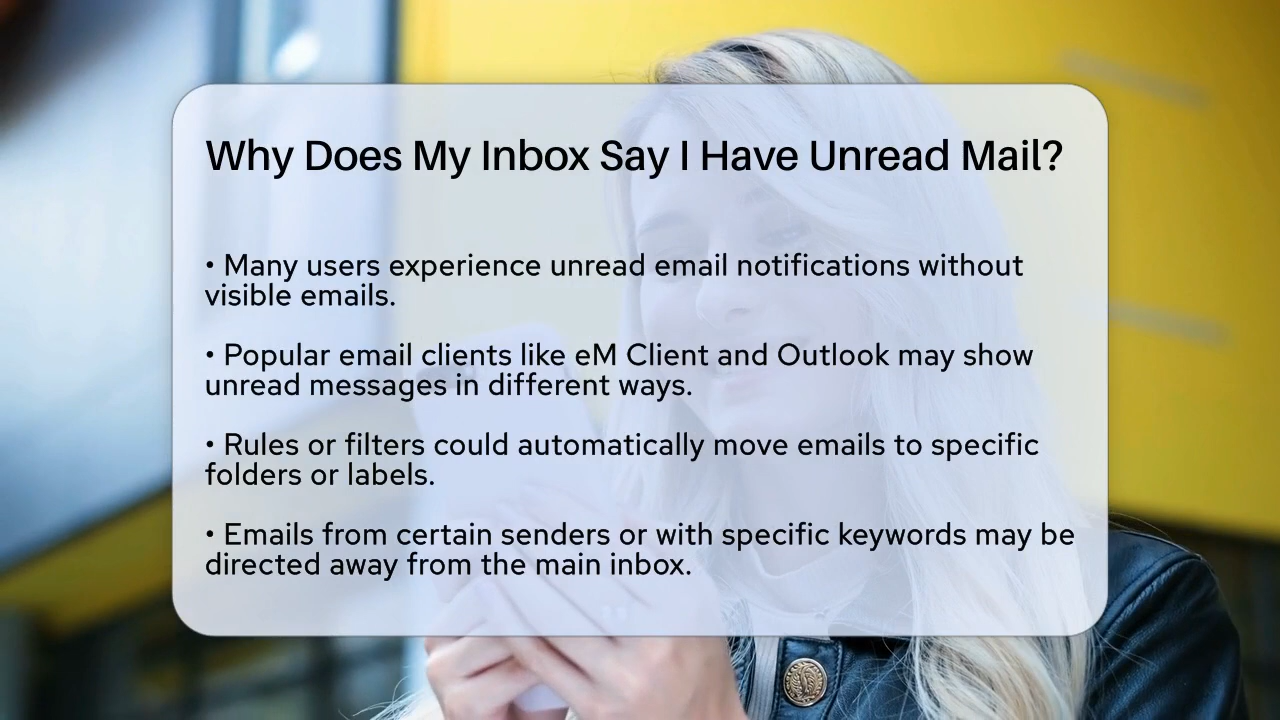 Why Does My Inbox Say I Have Unread Mail?
• Many users experience unread email notifications without
visible emails.
• Popular email clients like eM Client and Outlook may show
unread messages in different ways.
• Rules or filters could automatically move emails to specific
folders or labels.
• Emails from certain senders or with specific keywords may be
directed away from the main inbox.